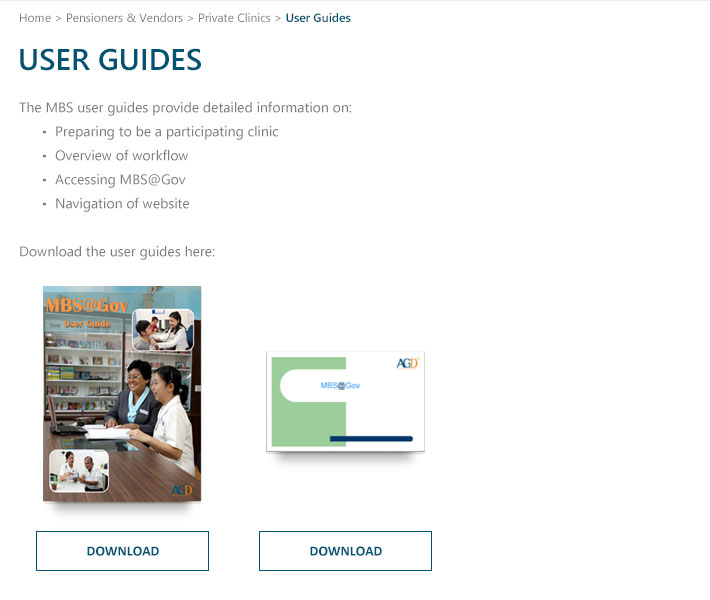 Home > Pensioners & Vendors > Private Clinics > User Guides
USER GUIDES
The MBS user guides provide detailed information on:
• Preparing to be a participating clinic
• Overview of workflow
• Accessing MBS@Gov
• Navigation of website
Download the user guides here:
MBS@Gov
User Guide
AGD
AGD
MBS@Gov
DOWNLOAD
DOWNLOAD